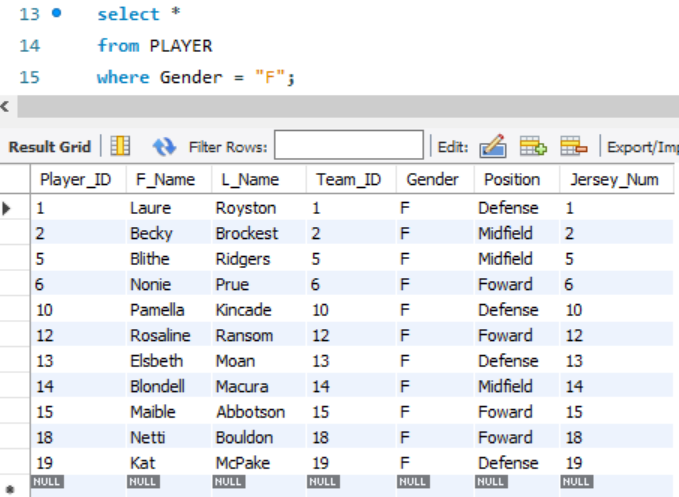 13 select *
14 from PLAYER
15 where Gender = "F";
Result Grid Filter Rows: Edit: Export/Im
Player_ID F_Name L_Name Team_ID Gender Position Jersey_Num
1 Laure Royston 1 F Defense 1
2 Becky Brockest 2 F Midfield 2
5 Blithe Ridgers 5 F Midfield 5
6 Nonie Prue 6 F Foward 6
10 Pamella Kincade 10 F Defense 10
12 Rosaline Ransom 12 F Foward 12
13 Elsbeth Moan 13 F Defense 13
14 Blondell Macura 14 F Midfield 14
15 Maible Abbotson 15 F Foward 15
18 Netti Bouldon 18 F Foward 18
19 Kat McPake 19 F Defense 19
NULL NULL NULL NULL NULL NULL NULL